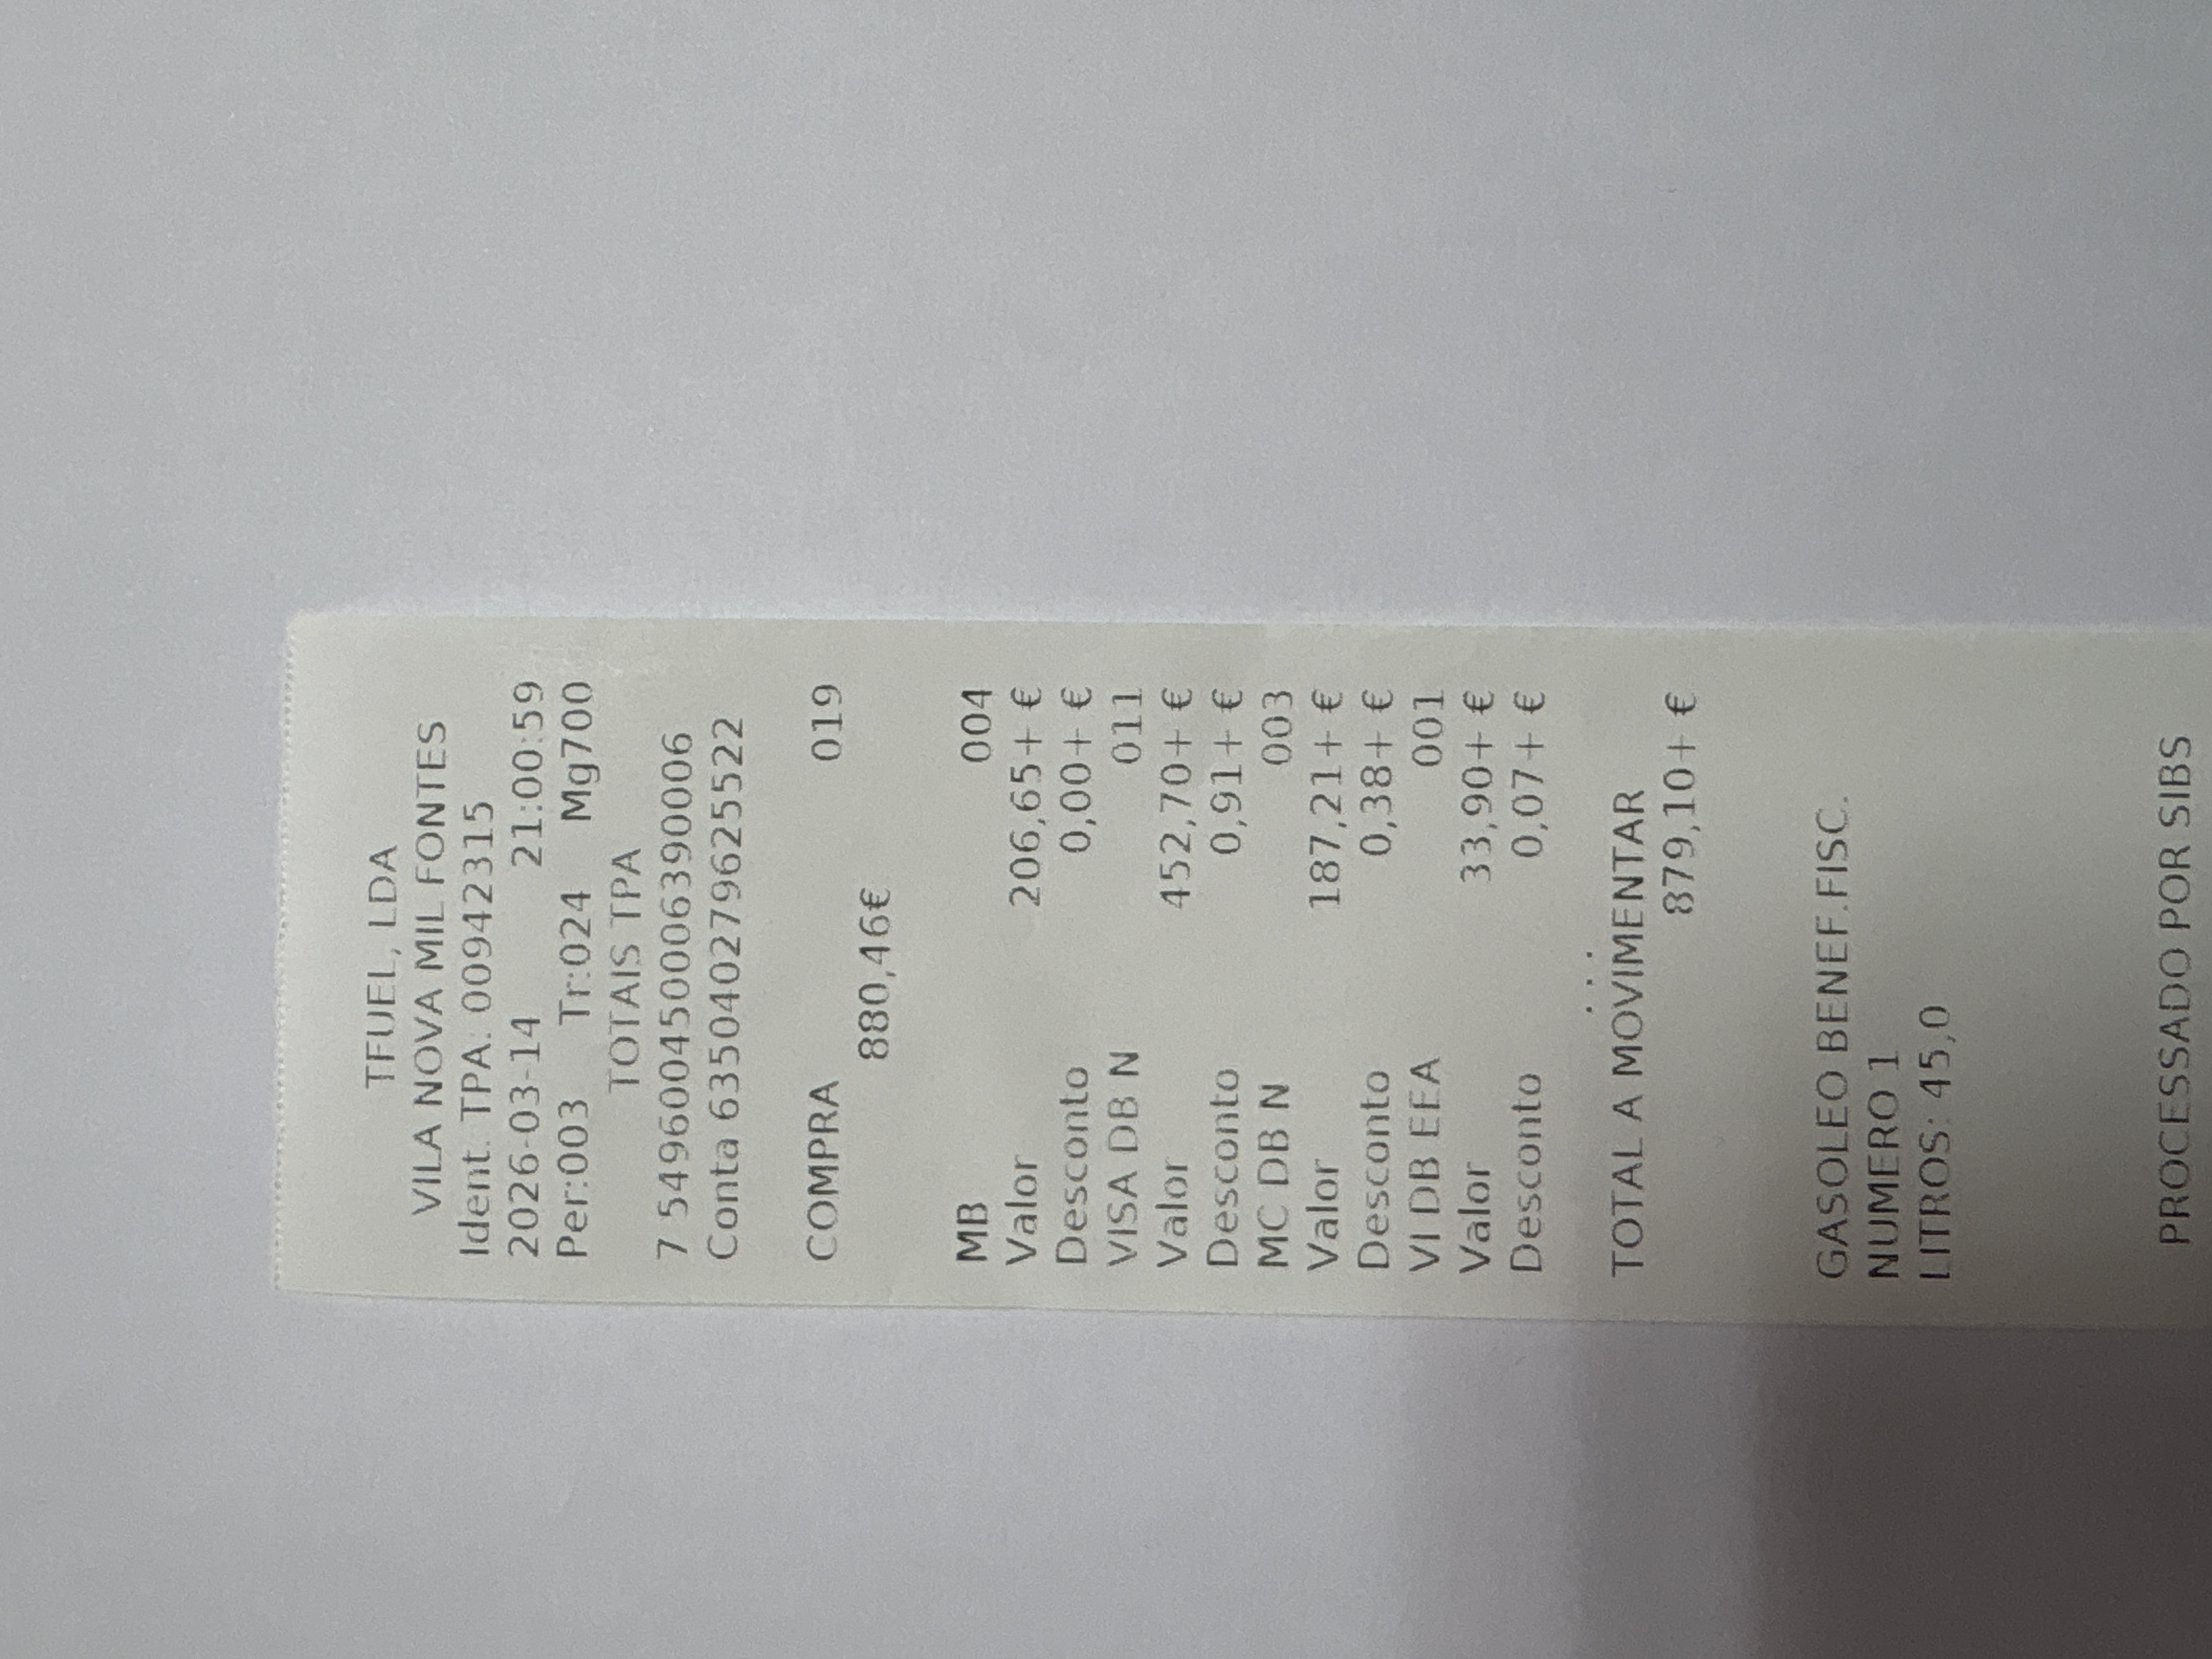 TFUEL, LDA
VILA NOVA MIL FONTES
Ident. TPA: 00942315
2026-03-14 21:00:59
Per:003 Tr:024 Mg700
TOTAIS TPA
7 549600450006390006
Conta 63504027962 5522
COMPRA 019
880,46€
MB 004
Valor 206,65+ €
Desconto 0,00+ €
VISA DB N 011
Valor 452,70+ €
Desconto 0,91+ €
MC DB N 003
Valor 187,21+ €
Desconto 0,38+ €
VI DB EEA 001
Valor 33,90+ €
Desconto 0,07+ €
...
TOTAL A MOVIMENTAR
879,10+ €
GASOLEO BENEF.FISC.
NUMERO 1
LITROS: 45,0
PROCESSADO POR SIBS